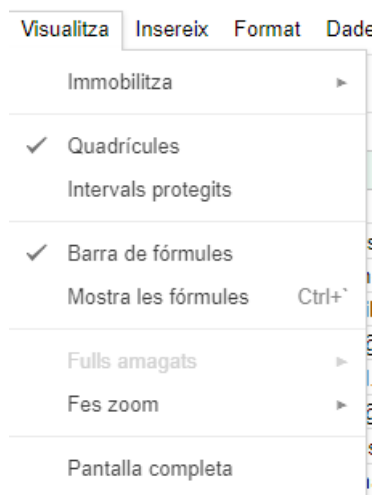 Visualitza Insereix Format
Immobilitza
Quadrícules
Intervals protegits
Barra de fórmules
Mostra les fórmules Ctrl+`
Fulls amagats
Fes zoom
Pantalla completa